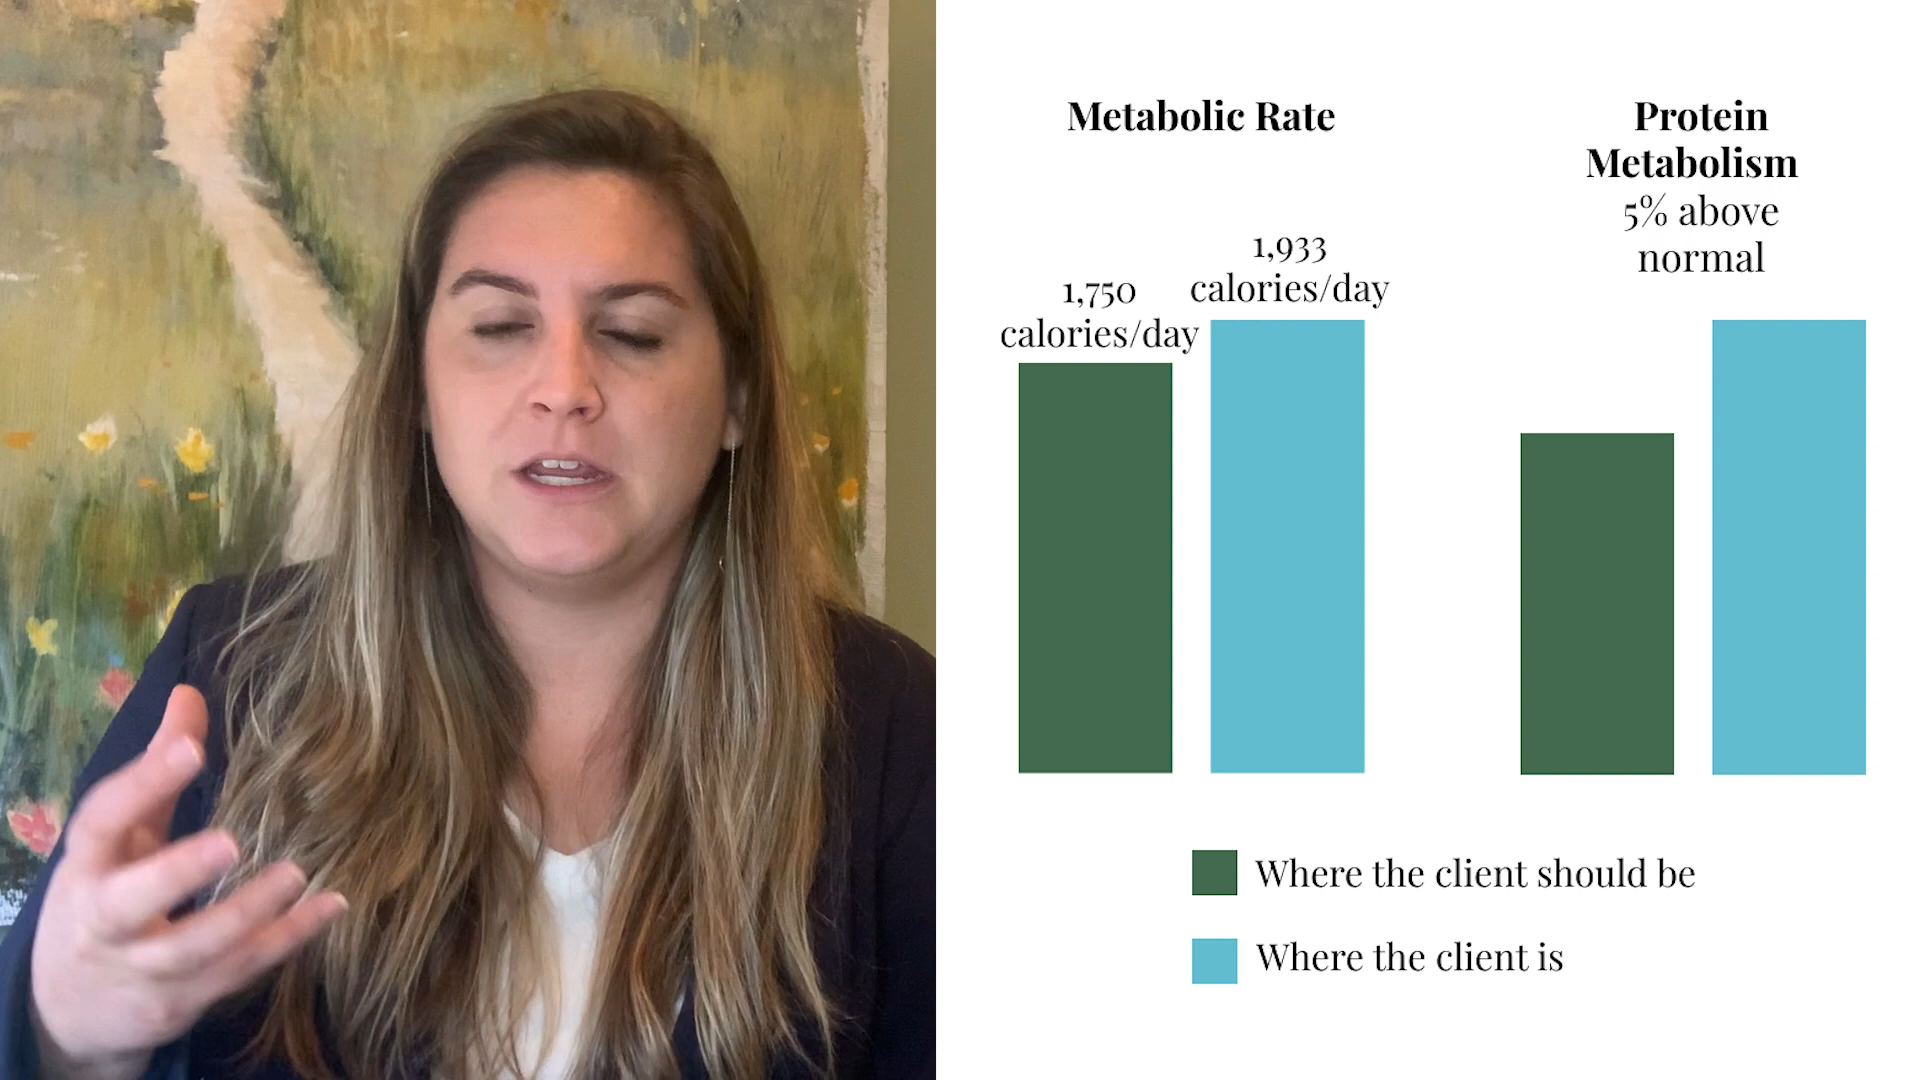 Metabolic Rate
1,750
calories/day
1,933
calories/day
Protein
Metabolism
5% above
normal
Where the client should be
Where the client is